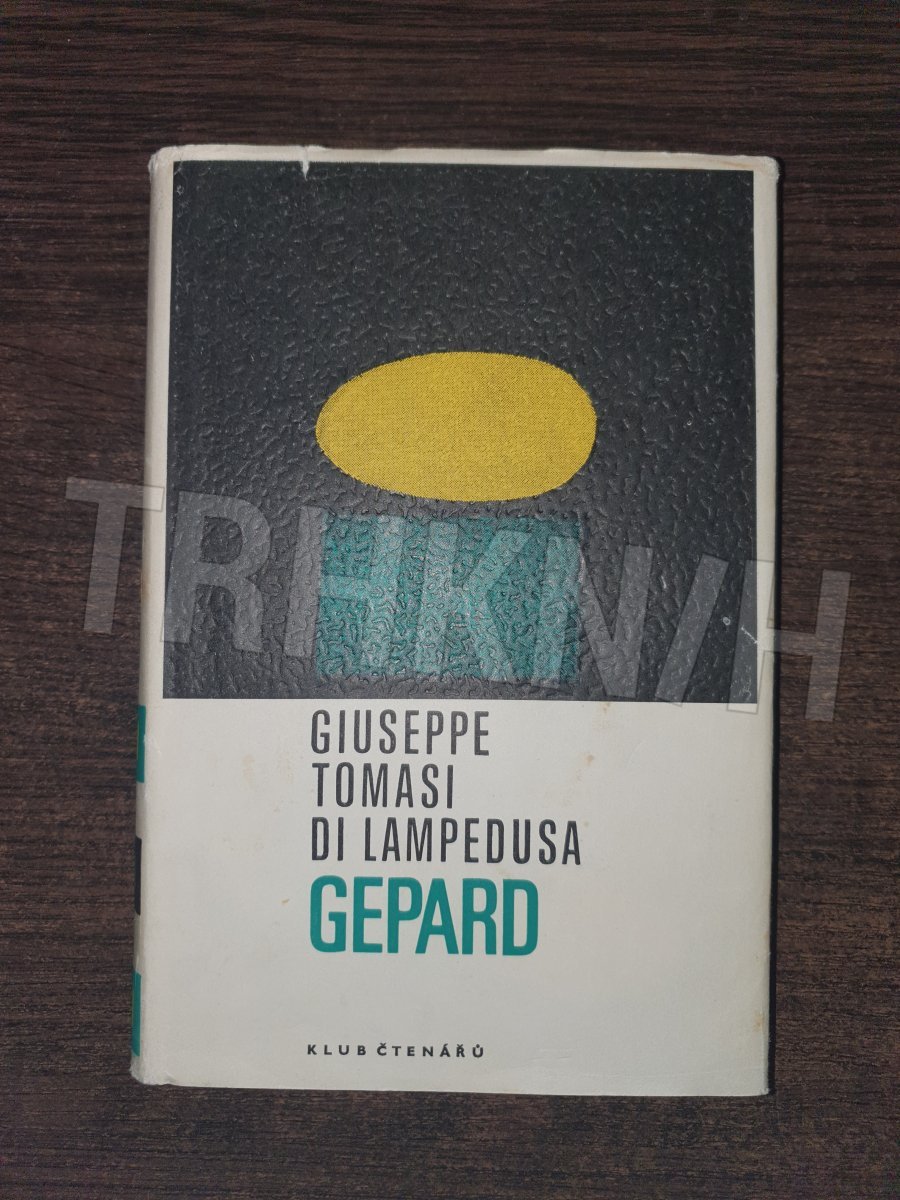 TRHKNIH
GIUSEPPE
TOMASI
DI LAMPEDUSA
GEPARD
KLUB ČTENÁŘŮ